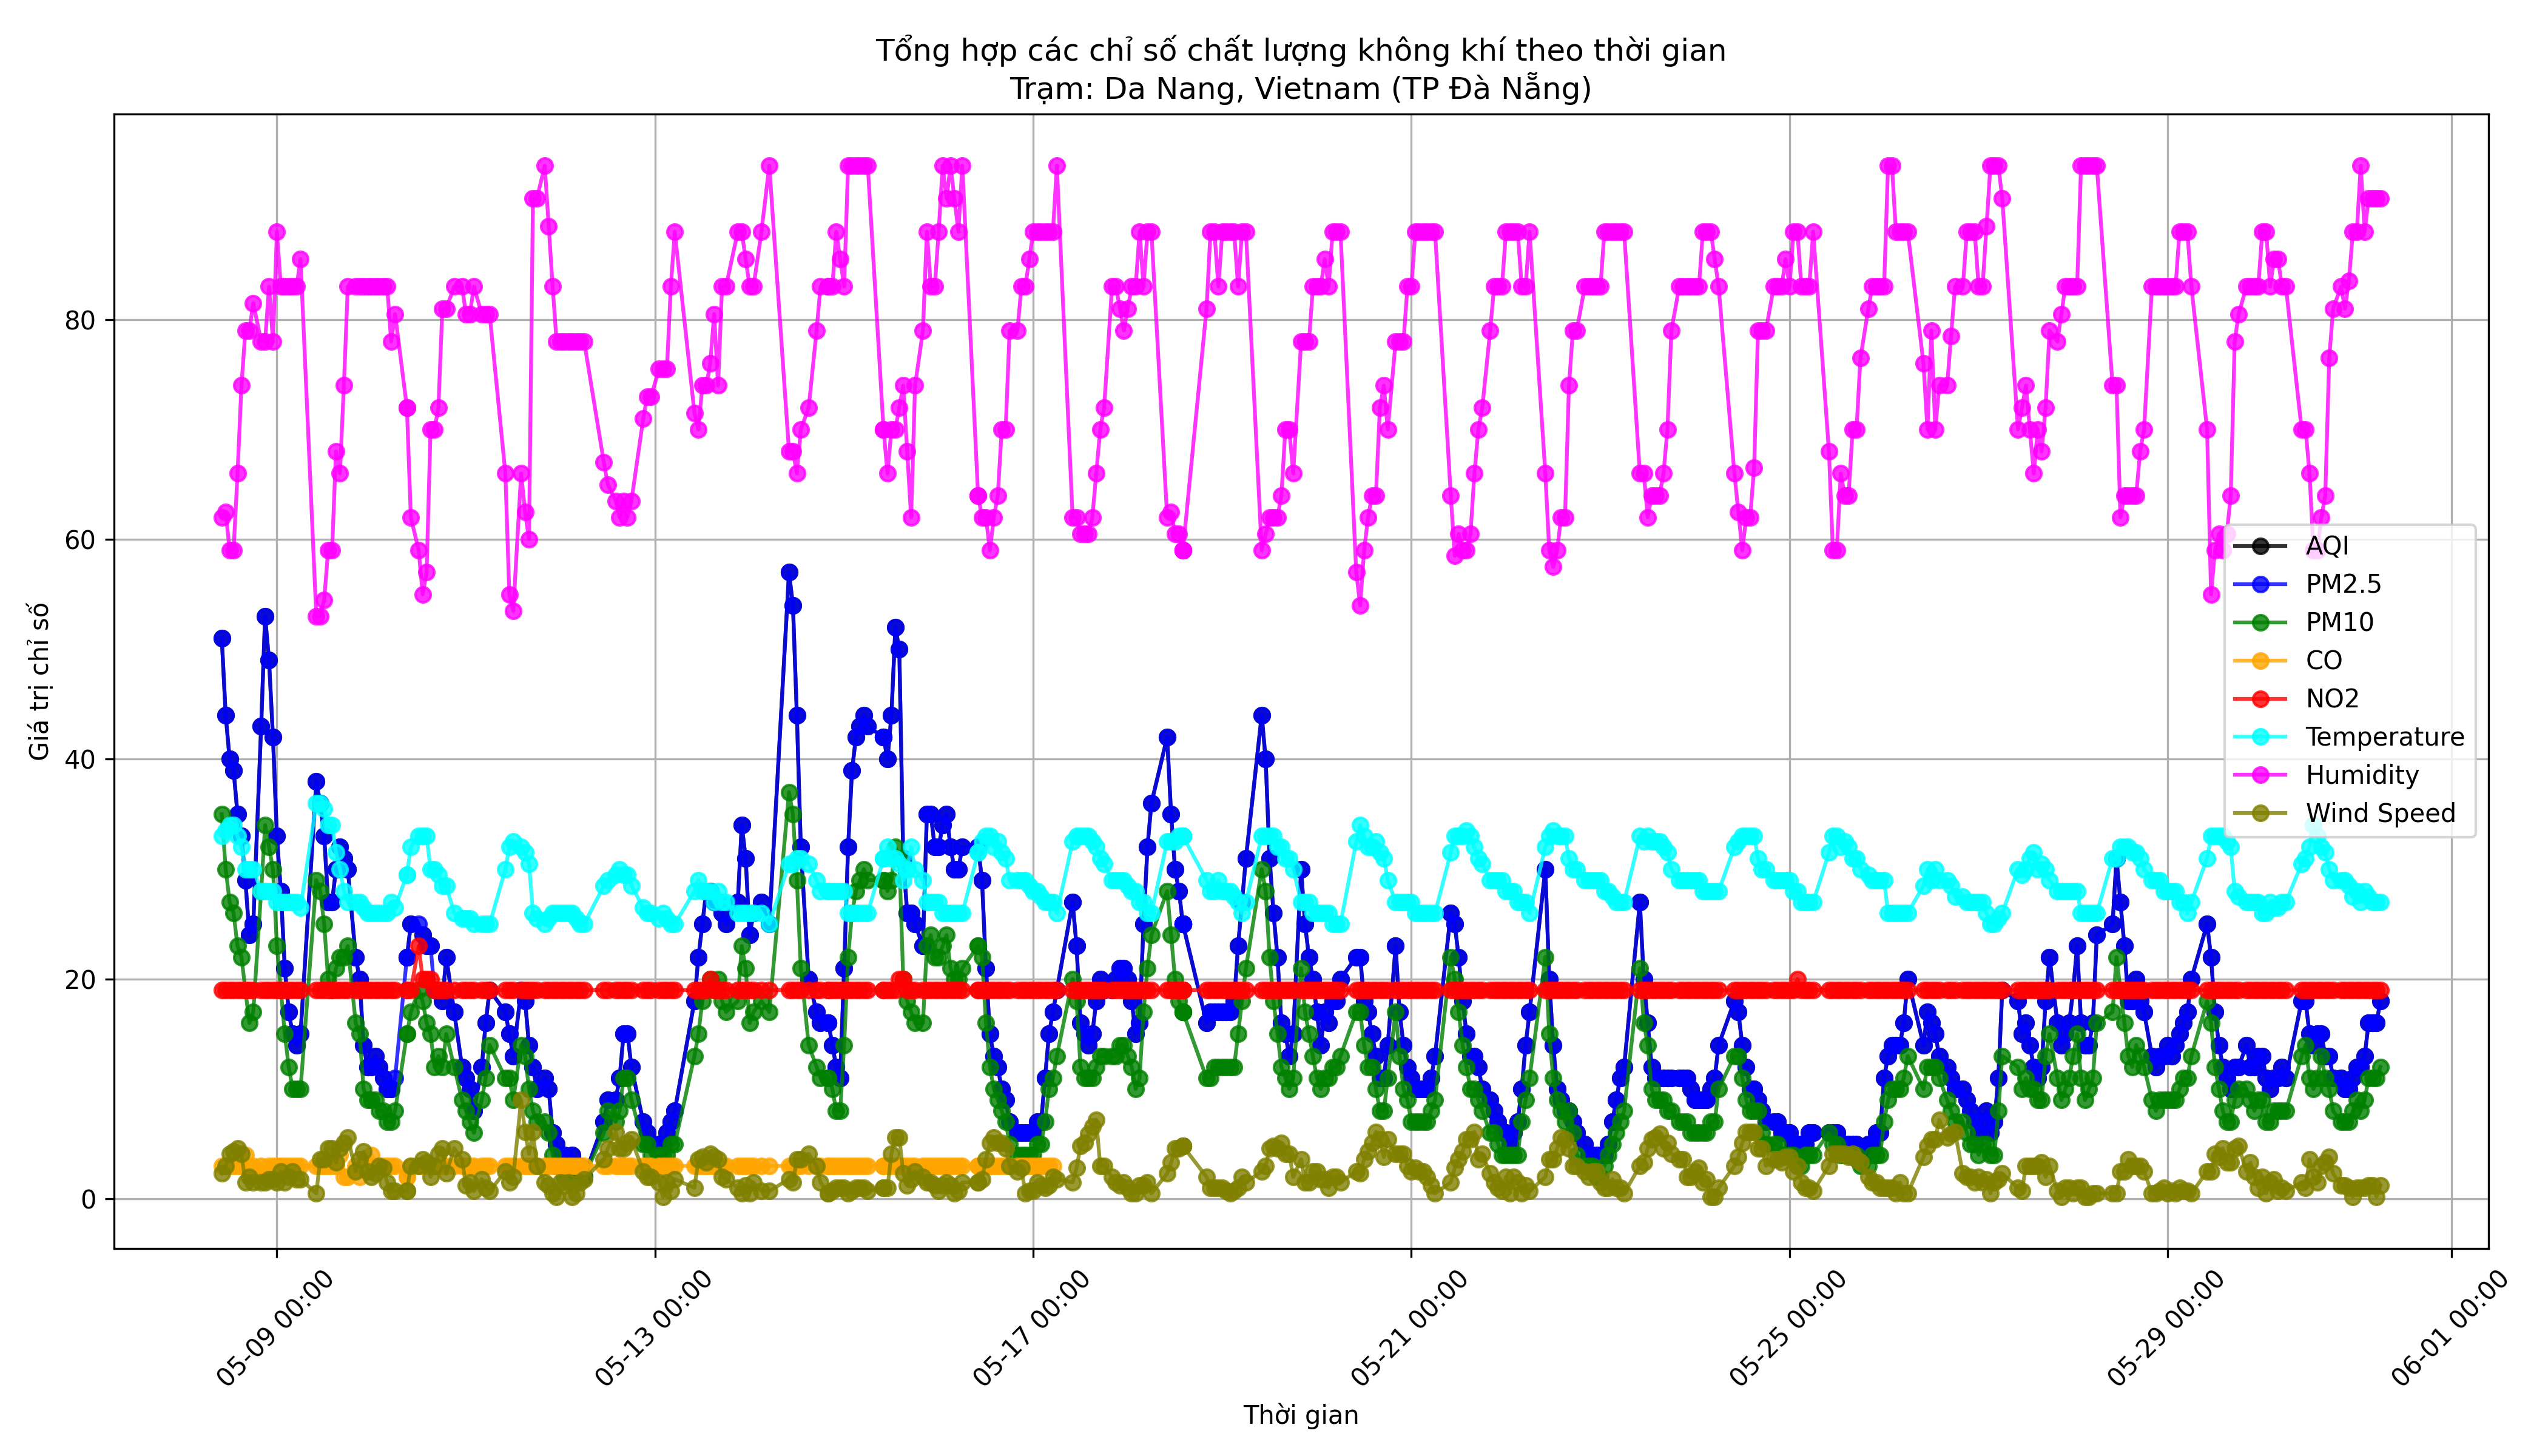 Tổng hợp các chỉ số chất lượng không khí theo thời gian
Trạm: Da Nang, Vietnam (TP Đà Nẵng)
Giá trị chỉ số
80
60
40
20
0
AQI
PM2.5
PM10
CO
NO2
Temperature
Humidity
Wind Speed
05-09 00:00
05-13 00:00
05-17 00:00
05-21 00:00
05-25 00:00
05-29 00:00
06-01 00:00
Thời gian